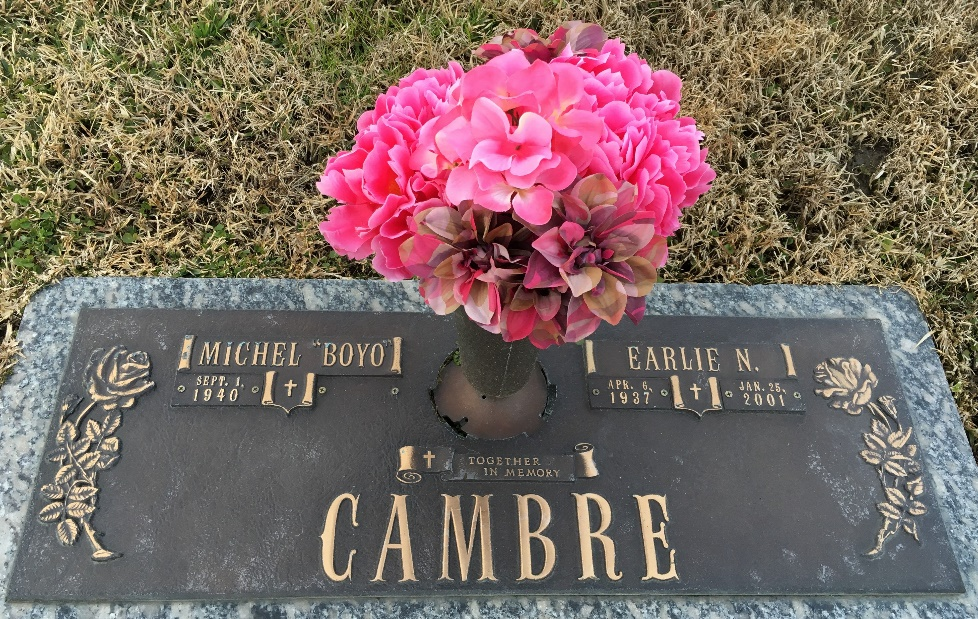 MICHEL "BOYO"
SEPT. 1,
1940
EARLIE N.
APR. 6,
1937
JAN. 25,
2001
TOGETHER
IN MEMORY
CAMBRE